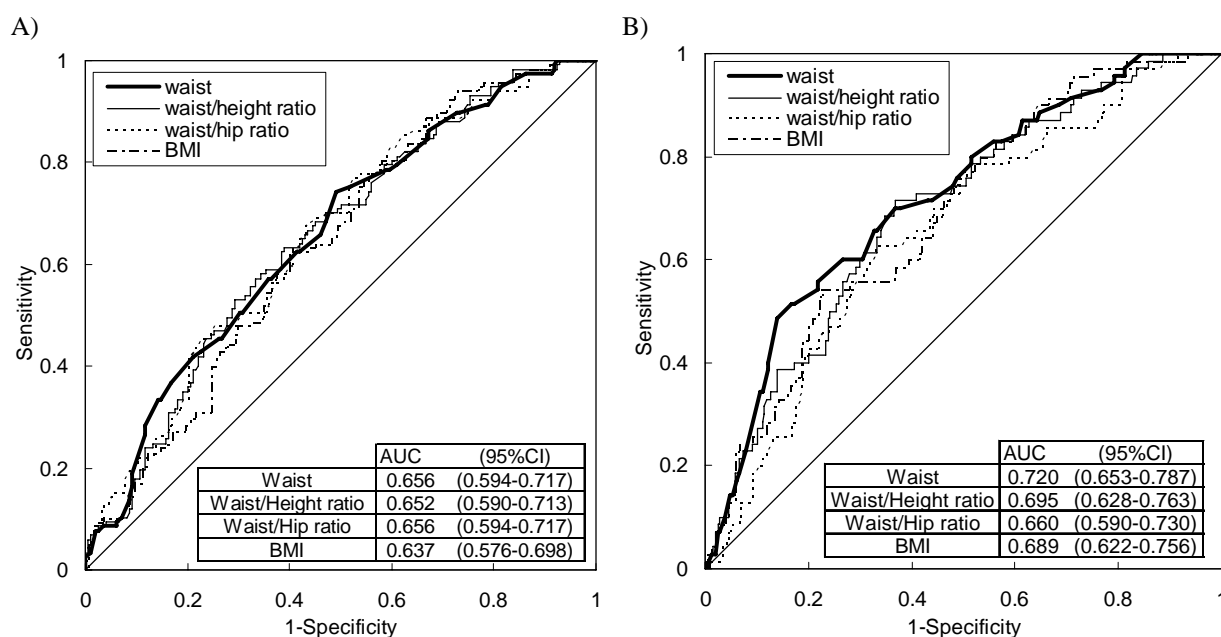 A)
1
0.8
0.6
0.4
0.2
0
Sensitivity
waist
waist/height ratio
waist/hip ratio
BMI
AUC (95%CI)
Waist 0.656 (0.594-0.717)
Waist/Height ratio 0.652 (0.590-0.713)
Waist/Hip ratio 0.656 (0.594-0.717)
BMI 0.637 (0.576-0.698)
0 0.2 0.4 0.6 0.8 1
1-Specificity
B)
1
0.8
0.6
0.4
0.2
0
Sensitivity
waist
waist/height ratio
waist/hip ratio
BMI
AUC (95%CI)
Waist 0.720 (0.653-0.787)
Waist/Height ratio 0.695 (0.628-0.763)
Waist/Hip ratio 0.660 (0.590-0.730)
BMI 0.689 (0.622-0.756)
0 0.2 0.4 0.6 0.8 1
1-Specificity